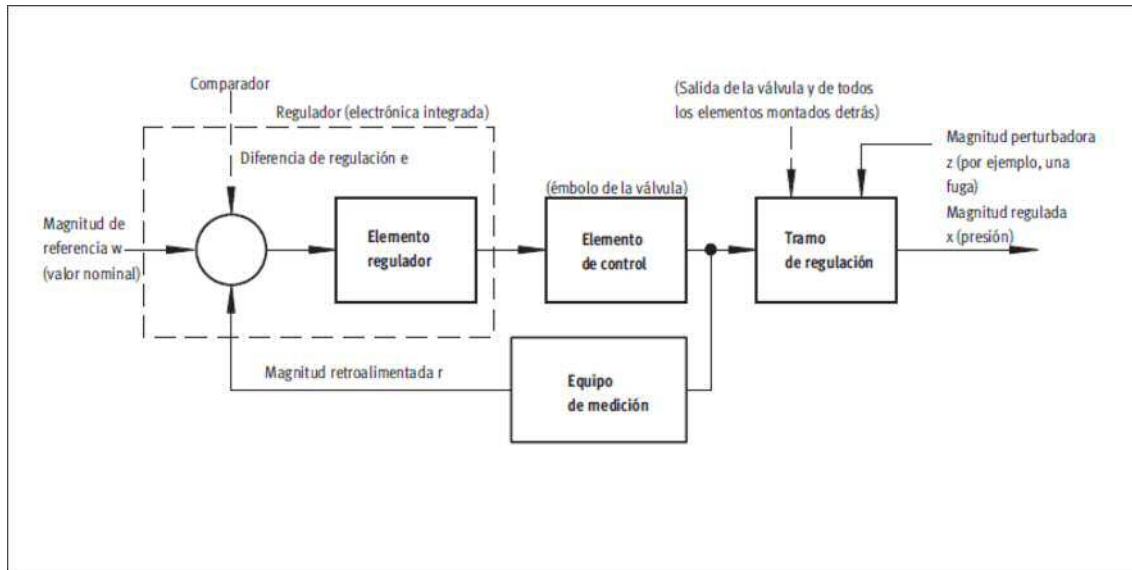 Comparador
Regulador (electrónica integrada)
Diferencia de regulación e
Magnitud de
referencia w
(valor nominal)
Elemento
regulador
(émbolo de la válvula)
Elemento
de control
(Salida de la válvula y de todos
los elementos montados detrás)
Tramo
de regulación
Magnitud perturbadora
z (por ejemplo, una
fuga)
Magnitud regulada
x (presión)
Magnitud retroalimentada r
Equipo
de medición